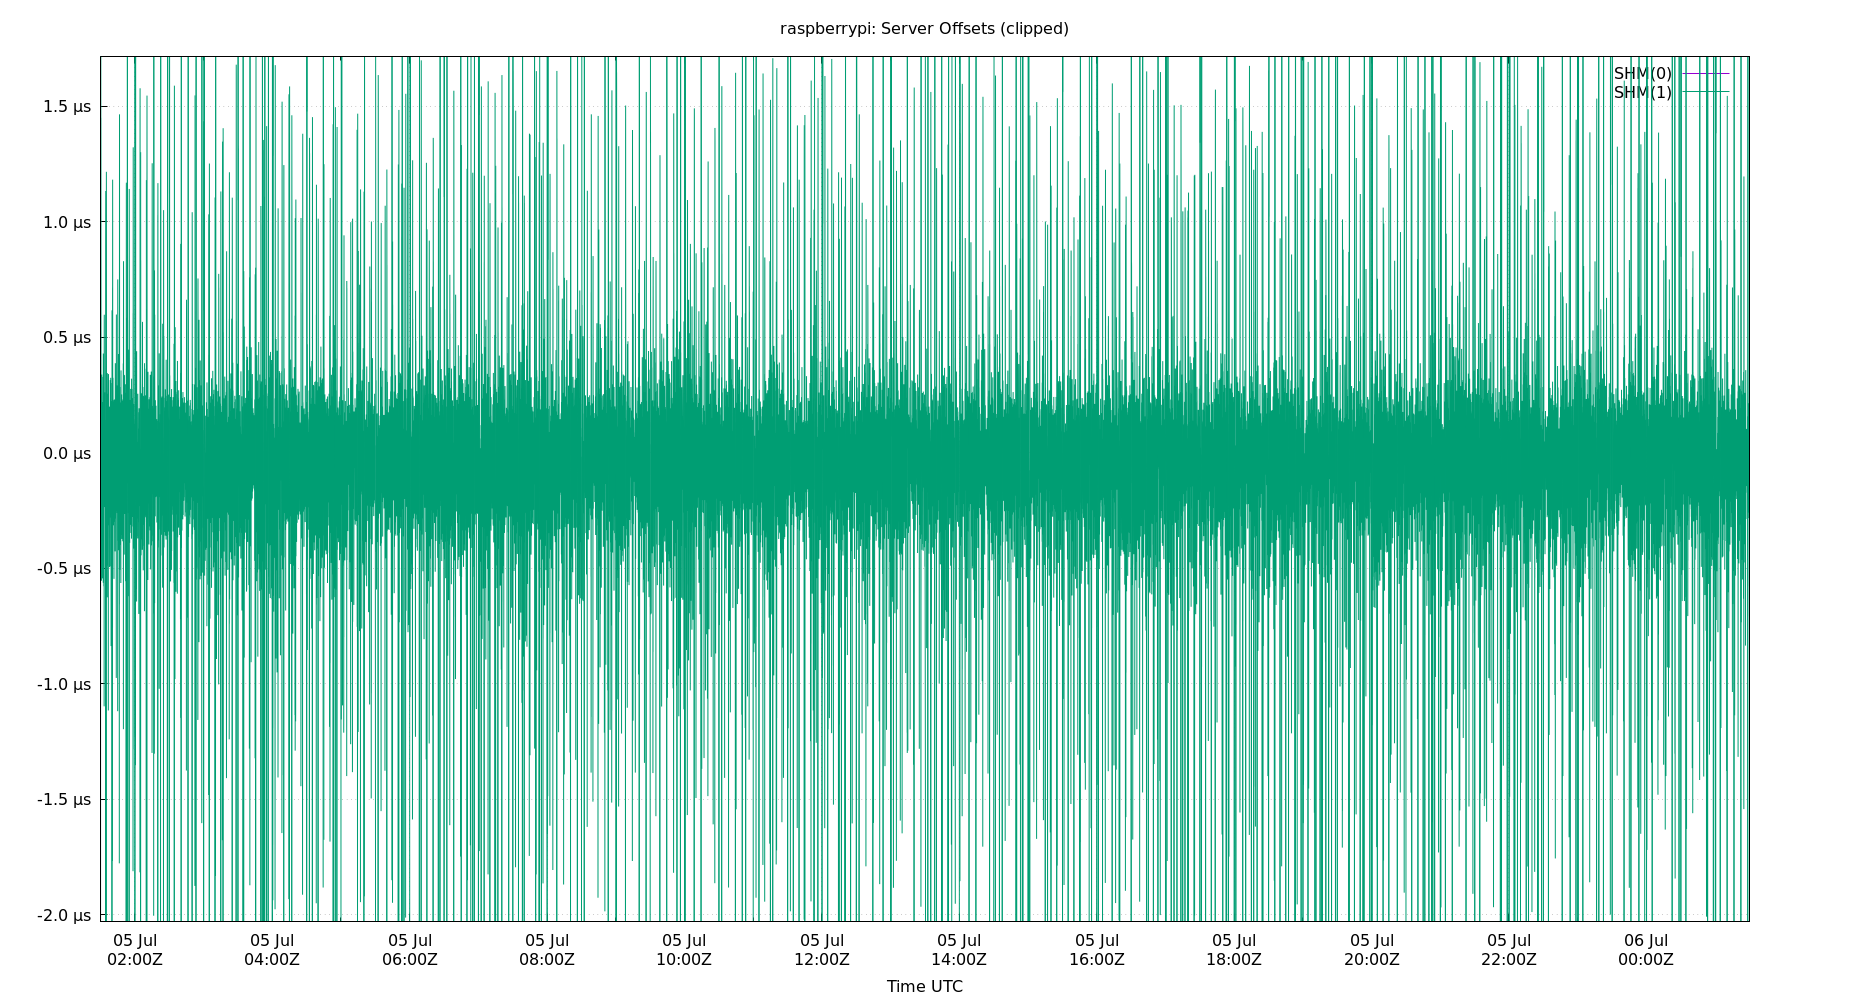 raspberrypi: Server Offsets (clipped)
SHM(0)
SHM(1)
1.5 µs
1.0 µs
0.5 µs
0.0 µs
-0.5 µs
-1.0 µs
-1.5 µs
-2.0 µs
05 Jul 05 Jul 05 Jul 05 Jul 05 Jul 05 Jul 05 Jul 05 Jul 05 Jul 05 Jul 05 Jul 06 Jul
02:00Z 04:00Z 06:00Z 08:00Z 10:00Z 12:00Z 14:00Z 16:00Z 18:00Z 20:00Z 22:00Z 00:00Z
Time UTC